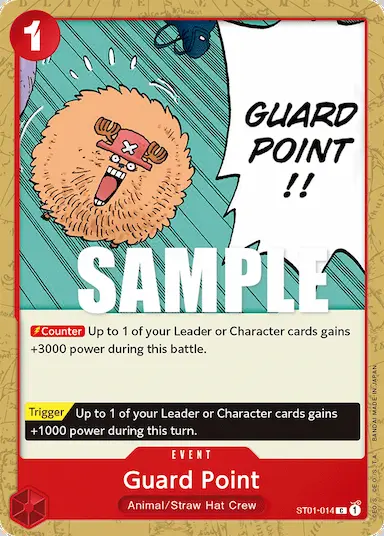 1
GUARD
POINT
!!
SAMPLE
Counter Up to 1 of your Leader or Character cards gains
+3000 power during this battle.
Trigger Up to 1 of your Leader or Character cards gains
+1000 power during this turn.
EVENT
Guard Point
Animal/Straw Hat Crew
ST01-014 C 1
BANDAI MADE IN JAPAN